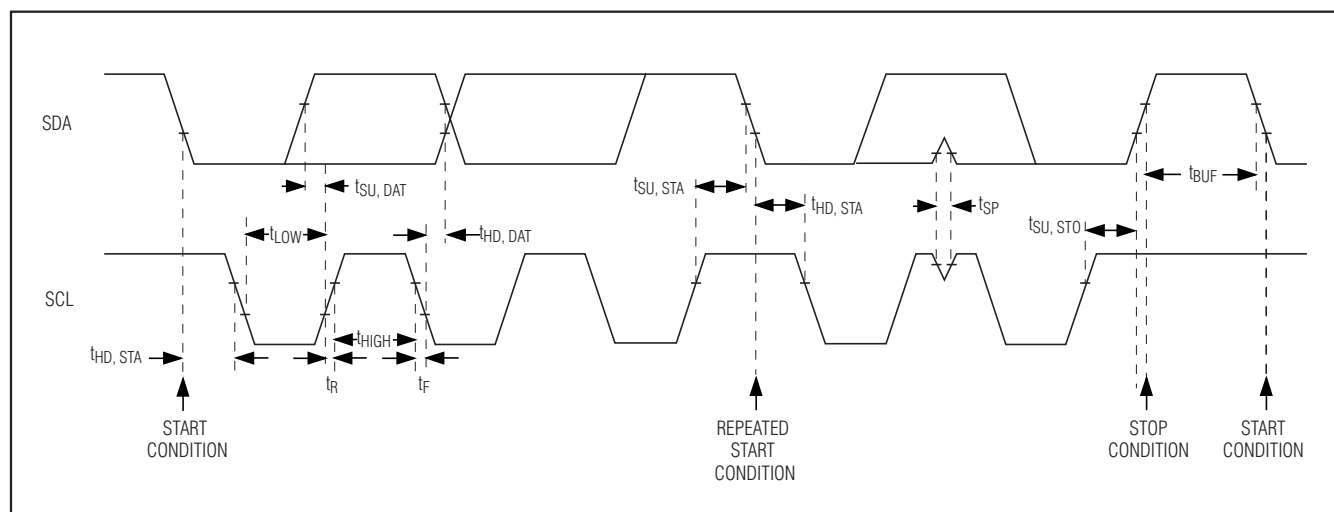 SDA
tSU, DAT
tSU, STA
tHD, STA
tSP
tBUF
tSU, STO
tLOW
tHD, DAT
SCL
tHIGH
tHD, STA
tR
tF
START
CONDITION
REPEATED
START
CONDITION
STOP
CONDITION
START
CONDITION